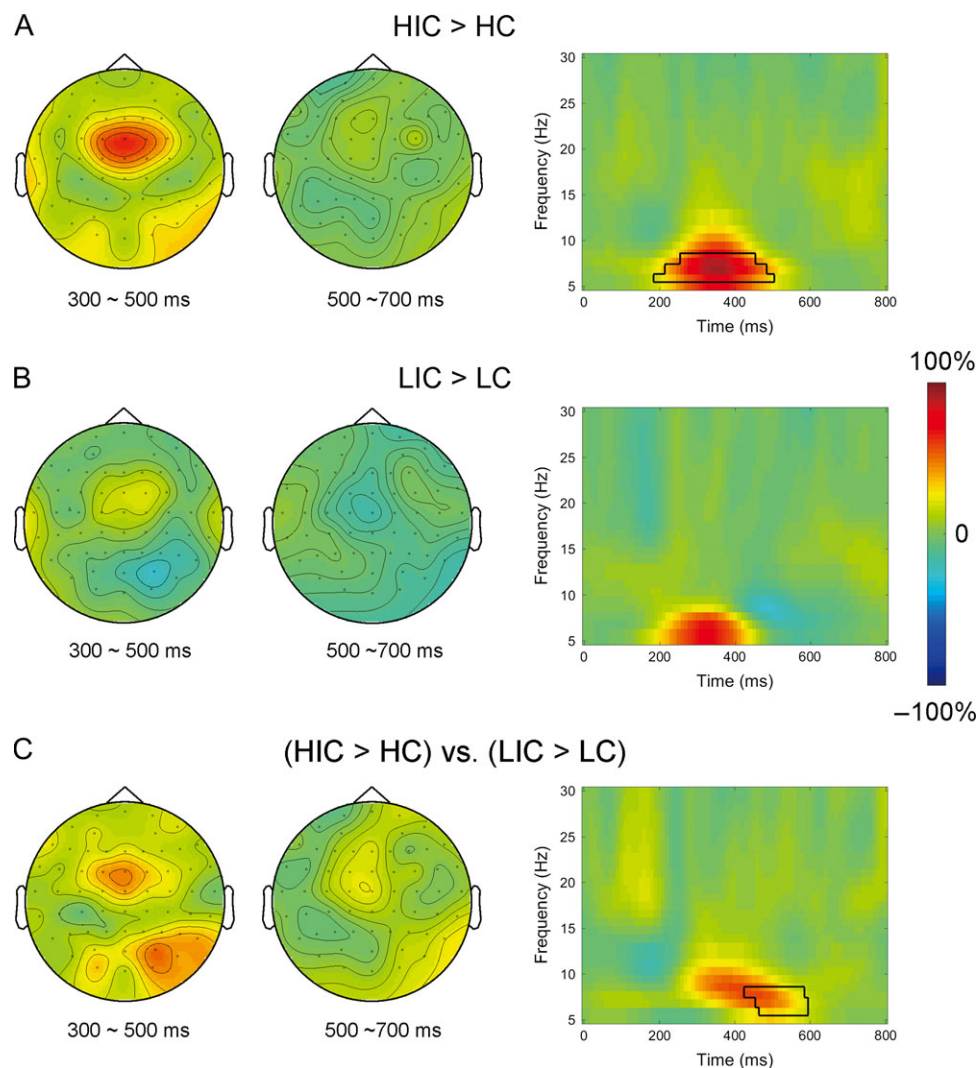 A
HIC > HC
300 ~ 500 ms
500 ~700 ms
Frequency (Hz)
30
25
20
15
10
5
0 200 400 600 800
Time (ms)
B
LIC > LC
300 ~ 500 ms
500 ~700 ms
Frequency (Hz)
30
25
20
15
10
5
0 200 400 600 800
Time (ms)
100%
0
–100%
C
(HIC > HC) vs. (LIC > LC)
300 ~ 500 ms
500 ~700 ms
Frequency (Hz)
30
25
20
15
10
5
0 200 400 600 800
Time (ms)